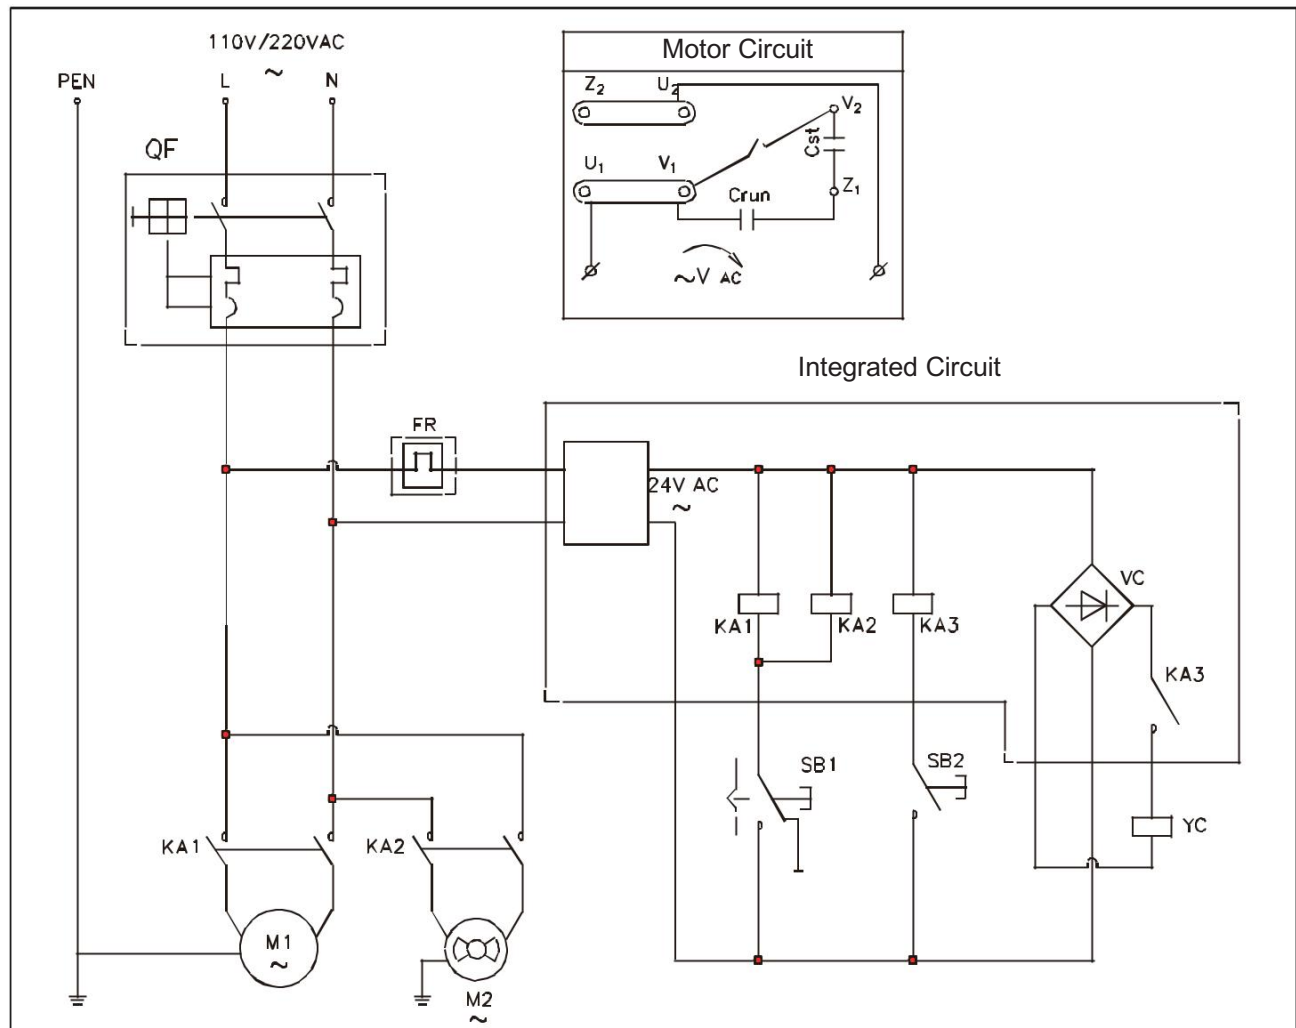 110V/220VAC
~
PEN
L
N
QF
Motor Circuit
Z2
U2
V2
Cst
U1
V1
Z1
Crun
~V AC
Integrated Circuit
FR
24V AC
~
VC
KA1
KA2
KA3
KA3
SB1
SB2
YC
KA1
KA2
M1
~
M2
~